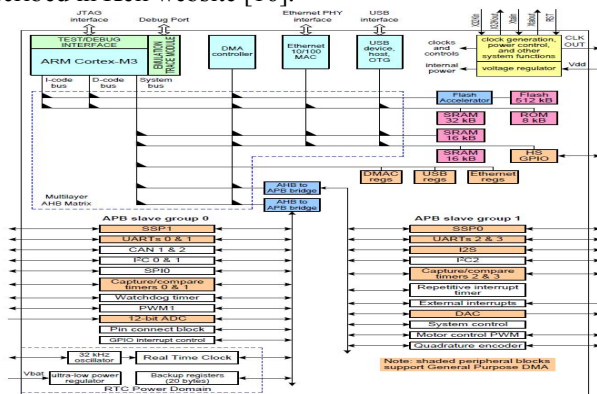 JTAG
interface
Debug Port
Ethernet PHY
interface
USB
interface
TEST/DEBUG
INTERFACE
EMULATION
TRACE MODULE
ARM Cortex-M3
DMA
controller
Ethernet
10/100
MAC
USB
device,
host,
OTG
clocks
and
controls
internal
power
clock generation,
power control,
and other
system functions
voltage regulator
CLK
OUT
Vdd
I-code
bus
D-code
bus
System
bus
Flash
Accelerator
Flash
512 kB
SRAM
32 kB
ROM
8 kB
SRAM
16 kB
SRAM
16 kB
HS
GPIO
DMAC
regs
USB
regs
Ethernet
regs
Multilayer
AHB Matrix
AHB to
APB bridge
AHB to
APB bridge
APB slave group 0
SSP1
UARTs 0 & 1
CAN 1 & 2
I²C 0 & 1
SPI0
Capture/compare
timers 0 & 1
Watchdog timer
PWM1
12-bit ADC
Pin connect block
GPIO interrupt control
32 kHz
oscillator
Real Time Clock
Vbat
ultra-low power
regulator
Backup registers
(20 bytes)
RTC Power Domain
APB slave group 1
SSP0
UARTs 2 & 3
I2S
I²C2
Capture/compare
timers 2 & 3
Repetitive interrupt
timer
External interrupts
DAC
System control
Motor control PWM
Quadrature encoder
Note: shaded peripheral blocks
support General Purpose DMA